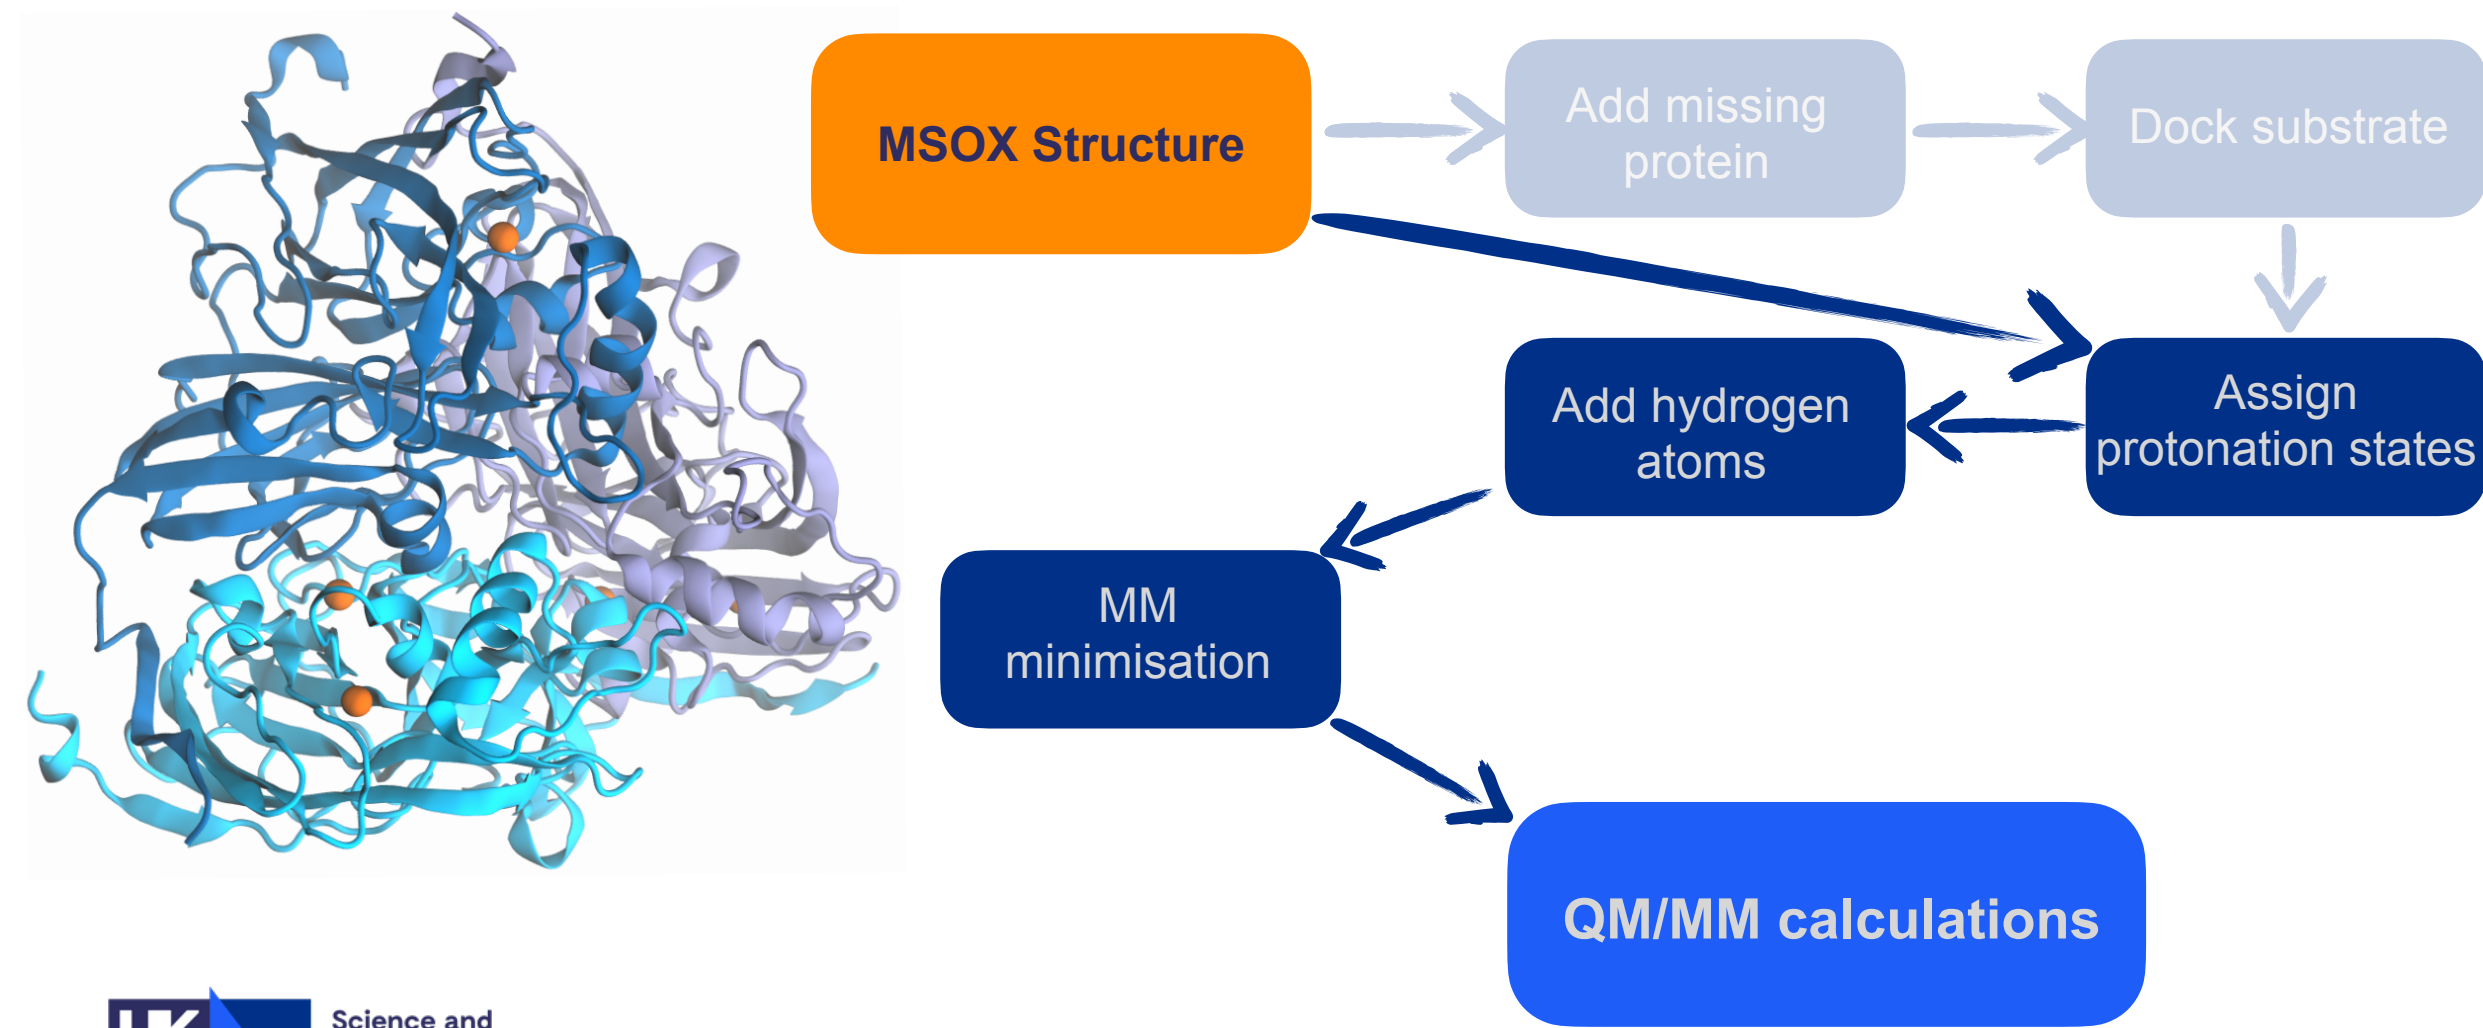 MSOX Structure
Add missing
protein
Dock substrate
Assign
protonation states
Add hydrogen
atoms
MM
minimisation
QM/MM calculations
UK
Science and